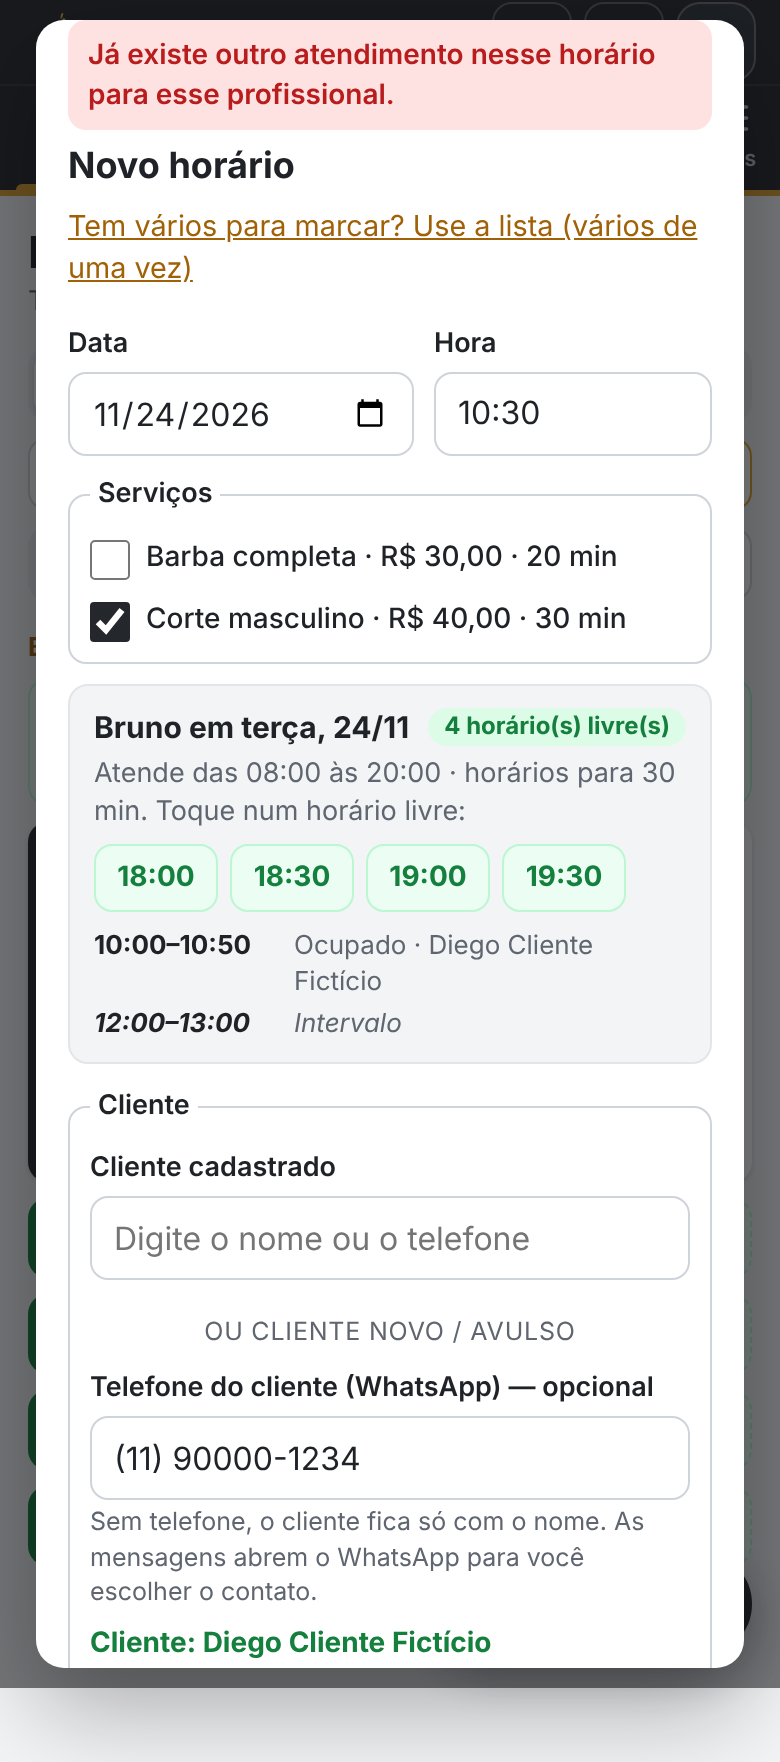 Já existe outro atendimento nesse horário
para esse profissional.
Novo horário
Tem vários para marcar? Use a lista (vários de
uma vez)
Data
Hora
11/24/2026
10:30
Serviços
Barba completa · R$ 30,00 · 20 min
Corte masculino · R$ 40,00 · 30 min
Bruno em terça, 24/11
4 horário(s) livre(s)
Atende das 08:00 às 20:00 · horários para 30
min. Toque num horário livre:
18:00
18:30
19:00
19:30
10:00–10:50
Ocupado · Diego Cliente
Fictício
12:00–13:00
Intervalo
Cliente
Cliente cadastrado
Digite o nome ou o telefone
OU CLIENTE NOVO / AVULSO
Telefone do cliente (WhatsApp) — opcional
(11) 90000-1234
Sem telefone, o cliente fica só com o nome. As
mensagens abrem o WhatsApp para você
escolher o contato.
Cliente: Diego Cliente Fictício